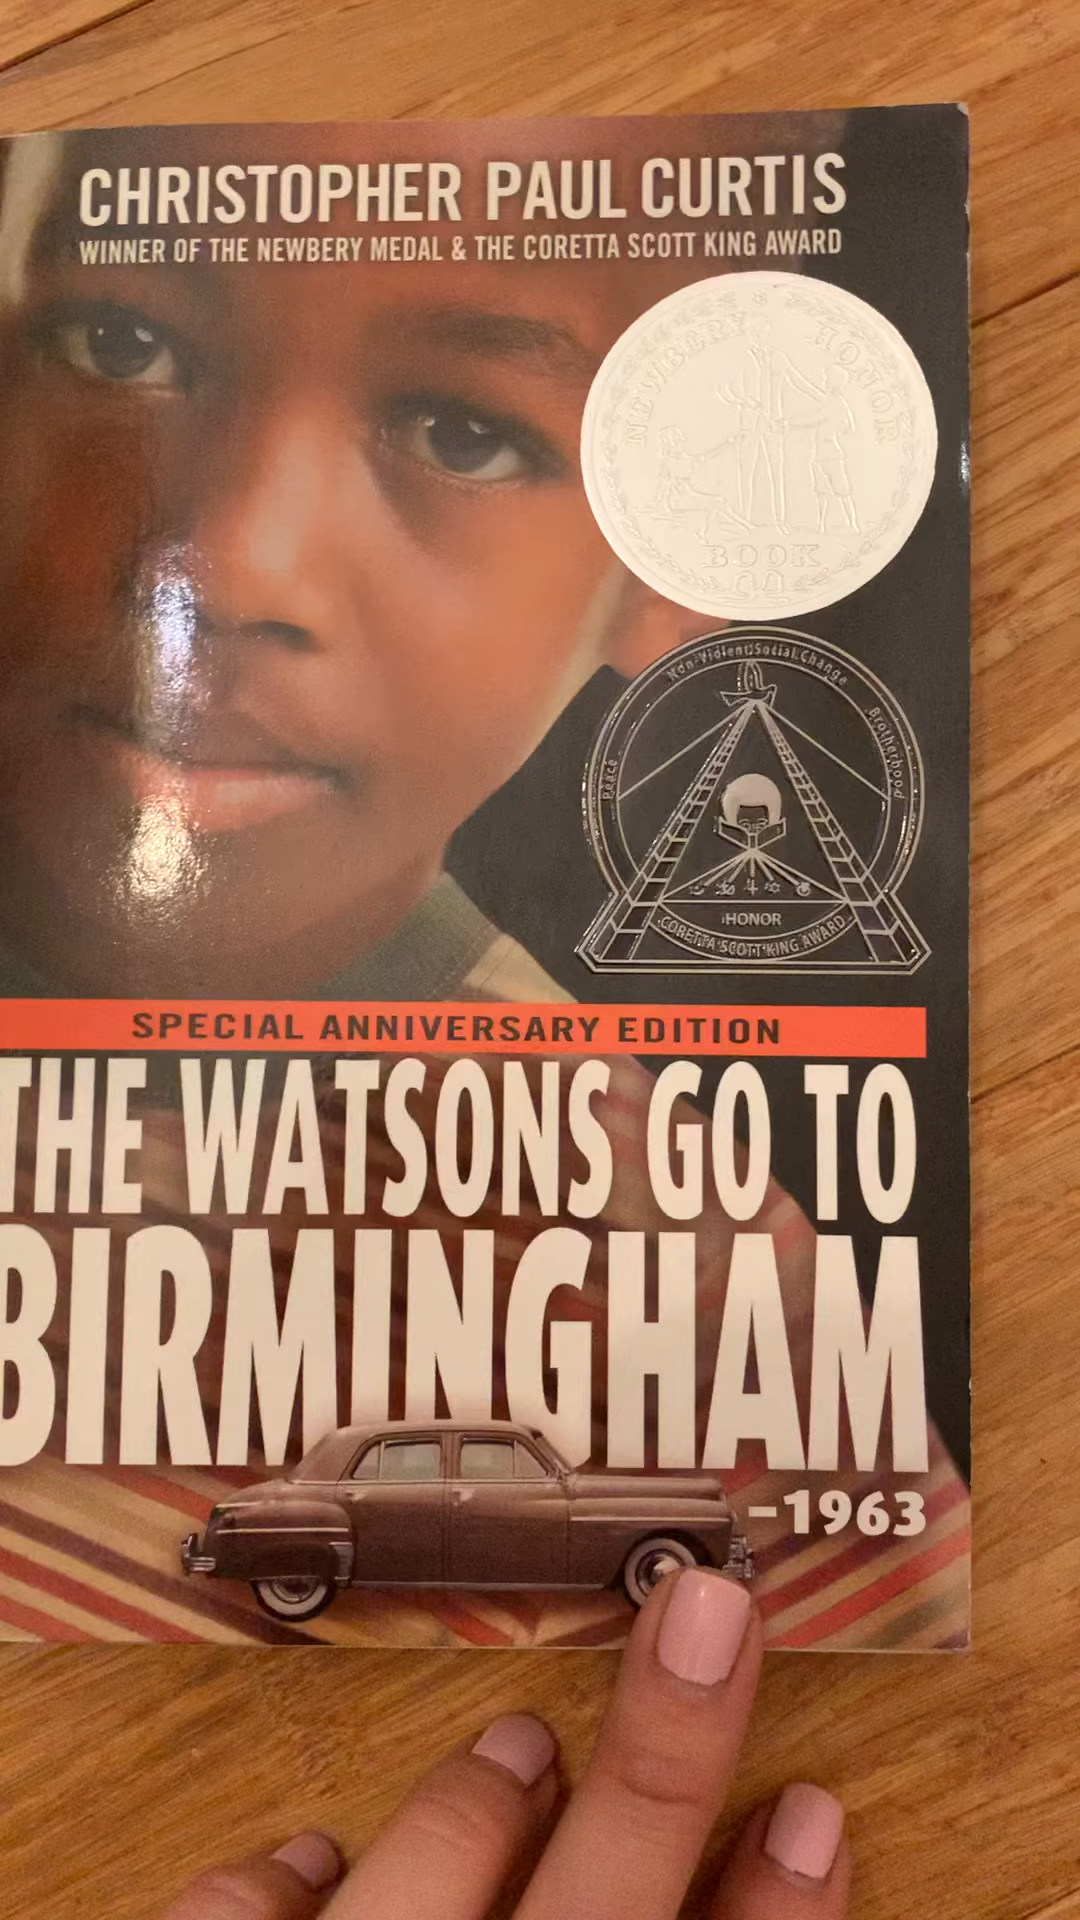 CHRISTOPHER PAUL CURTIS
WINNER OF THE NEWBERY MEDAL & THE CORETTA SCOTT KING AWARD
NEWBERY HONOR
BOOK
Non-Violent Social Change
Peace
Brotherhood
HONOR
CORETTA SCOTT KING AWARD
SPECIAL ANNIVERSARY EDITION
THE WATSONS GO TO
BIRMINGHAM
–1963